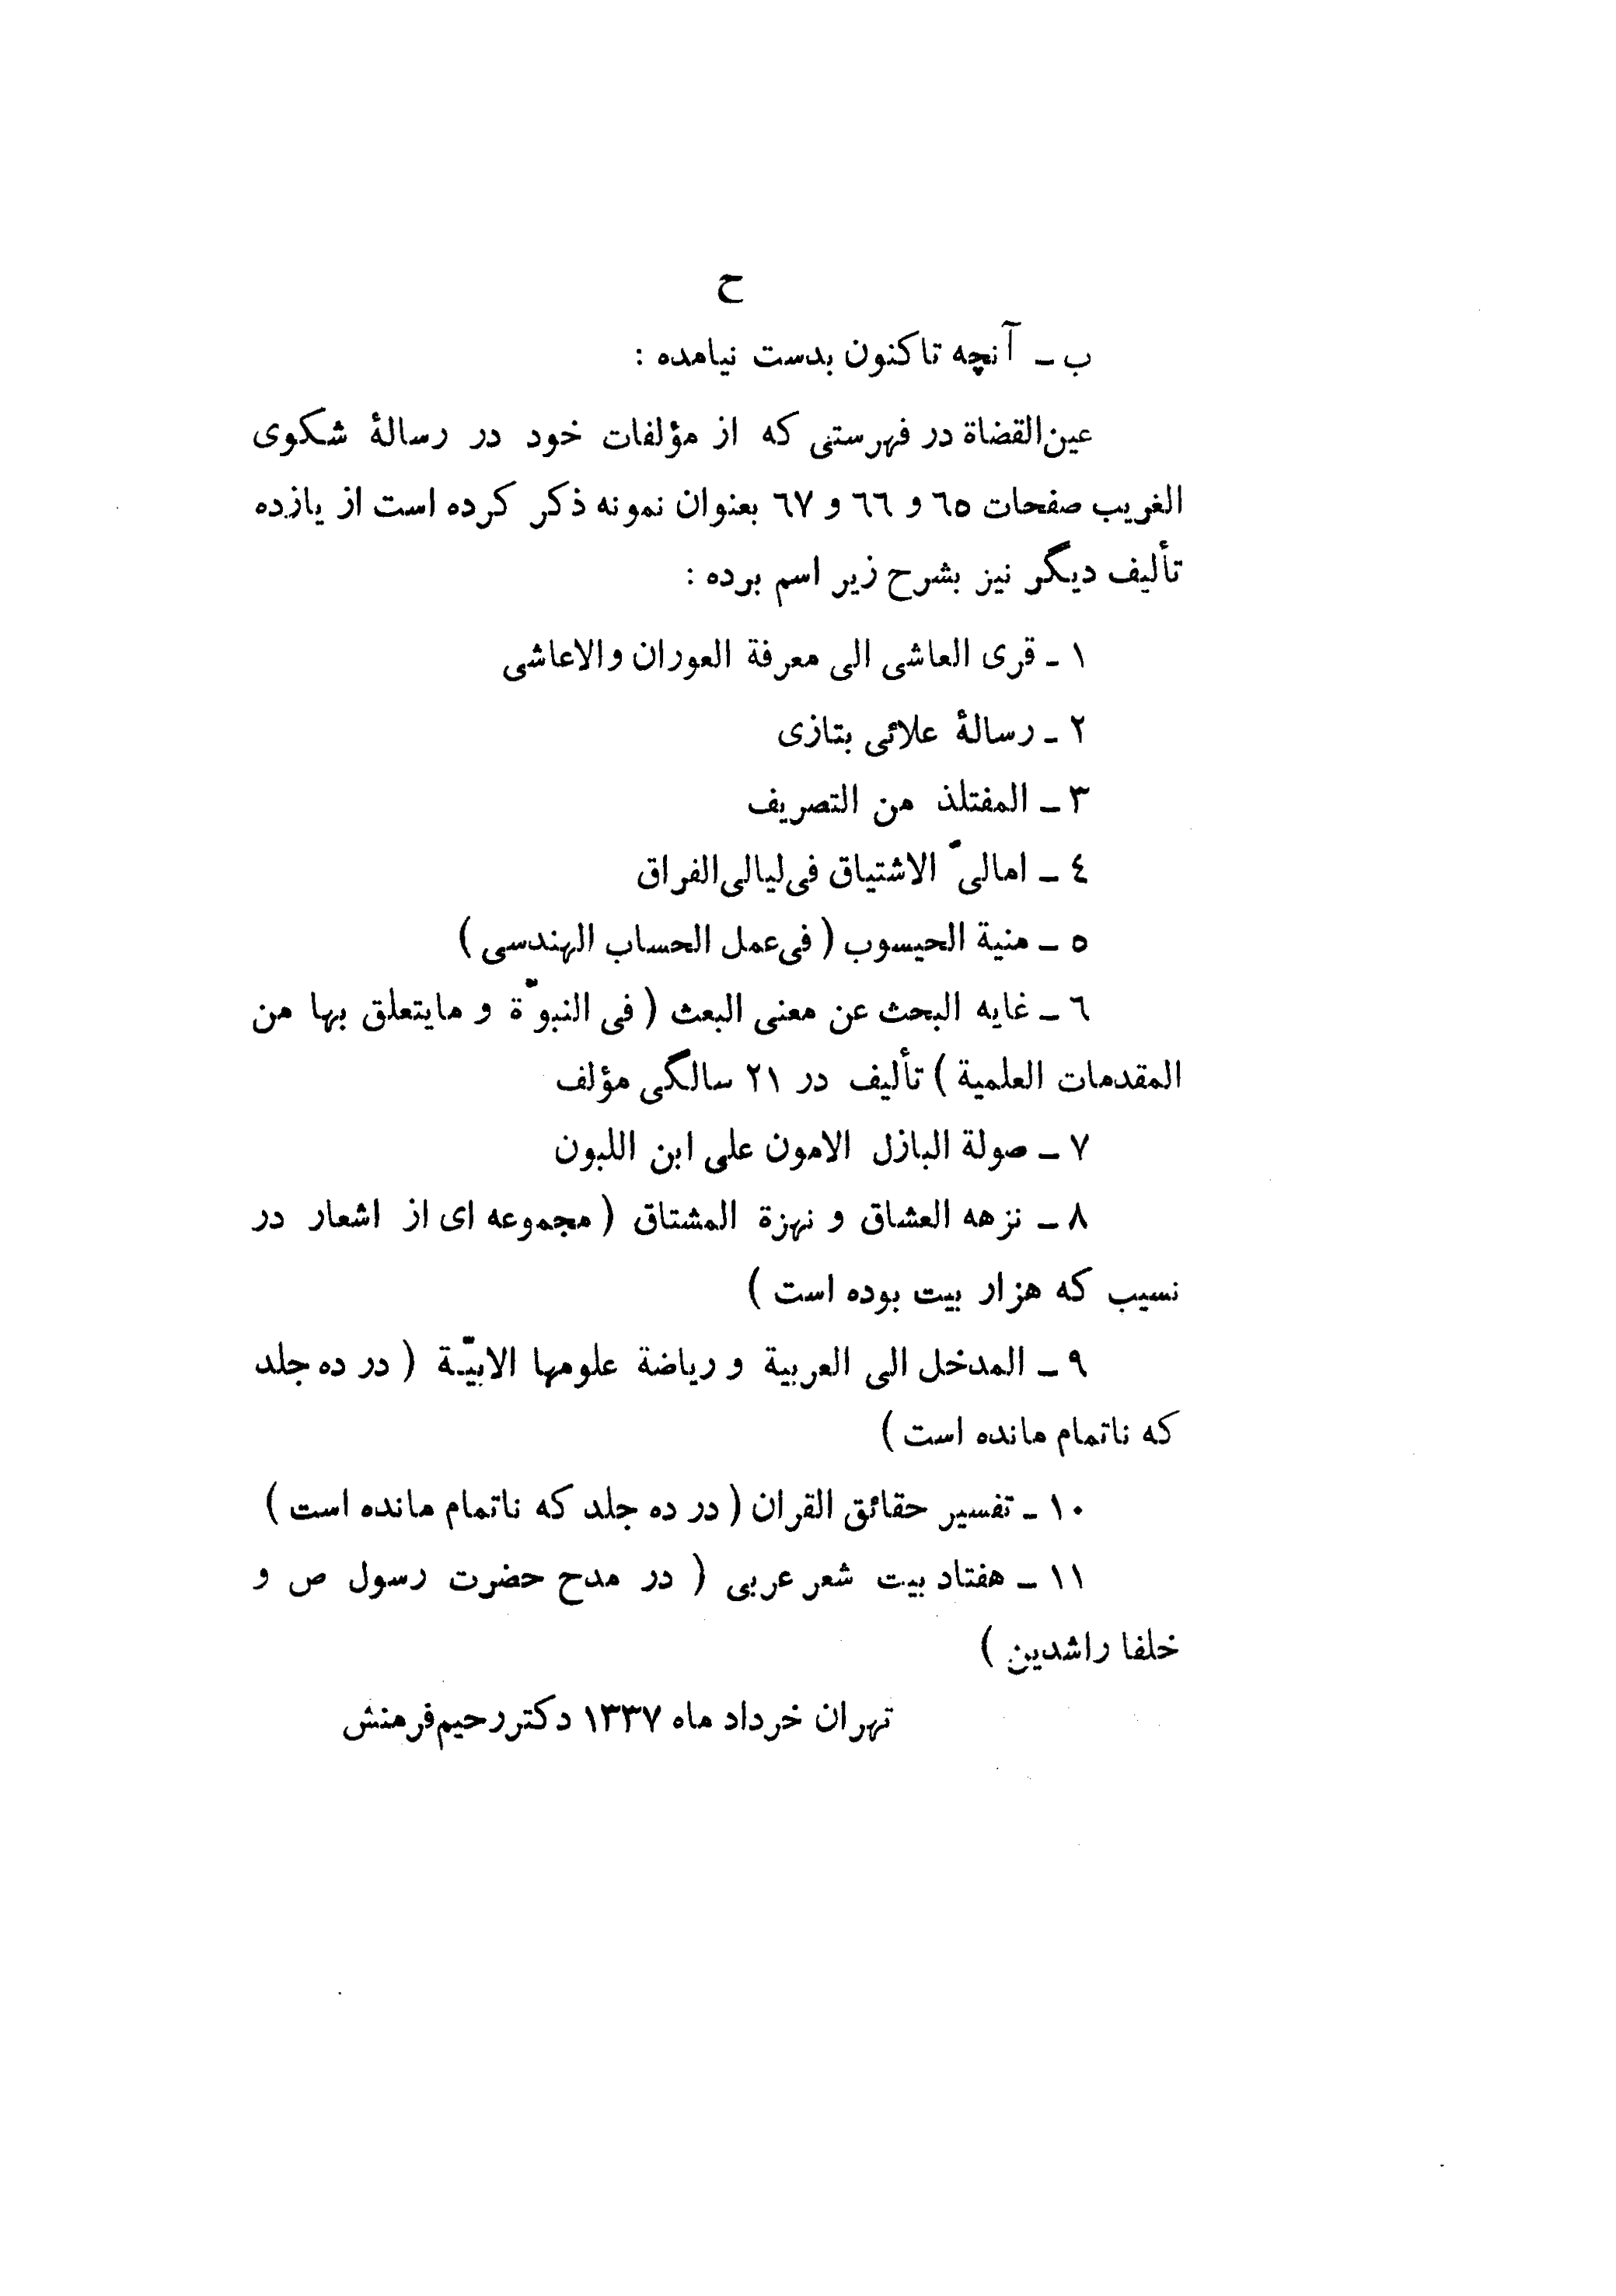 ح
ب ـ آنچه تاکنون بدست نیامده :
عین‌القضاة در فهرستی که از مؤلفات خود در رسالهٔ شکوی
الغریب صفحات ٦٥ و ٦٦ و ٦٧ بعنوان نمونه ذکر کرده است از یازده
تألیف دیگر نیز بشرح زیر اسم برده :
١ ـ قری العاشی الی معرفة العوران والاعاشی
٢ ـ رسالهٔ علائی بتازی
٣ ـ المفتلذ من التصریف
٤ ـ امالیّ الاشتیاق فی‌لیالی‌الفراق
٥ ـ منیة الحیسوب ( فی‌عمل الحساب الهندسی )
٦ ـ غایه البحث عن معنی البعث ( فی النبوّة و مایتعلق بها من
المقدمات العلمیة ) تألیف در ٢١ سالگی مؤلف
٧ ـ صولة البازل الامون علی ابن اللبون
٨ ـ نزهه العشاق و نهزة المشتاق ( مجموعه ای از اشعار در
نسیب که هزار بیت بوده است )
٩ ـ المدخل الی العربیة و ریاضة علومها الابیّة ( در ده جلد
که ناتمام مانده است )
١٠ ـ تفسیر حقائق القران ( در ده جلد که ناتمام مانده است )
١١ ـ هفتاد بیت شعر عربی ( در مدح حضرت رسول ص و
خلفا راشدین )
تهران خرداد ماه ١٣٣٧ دکتررحیم‌فرمنش